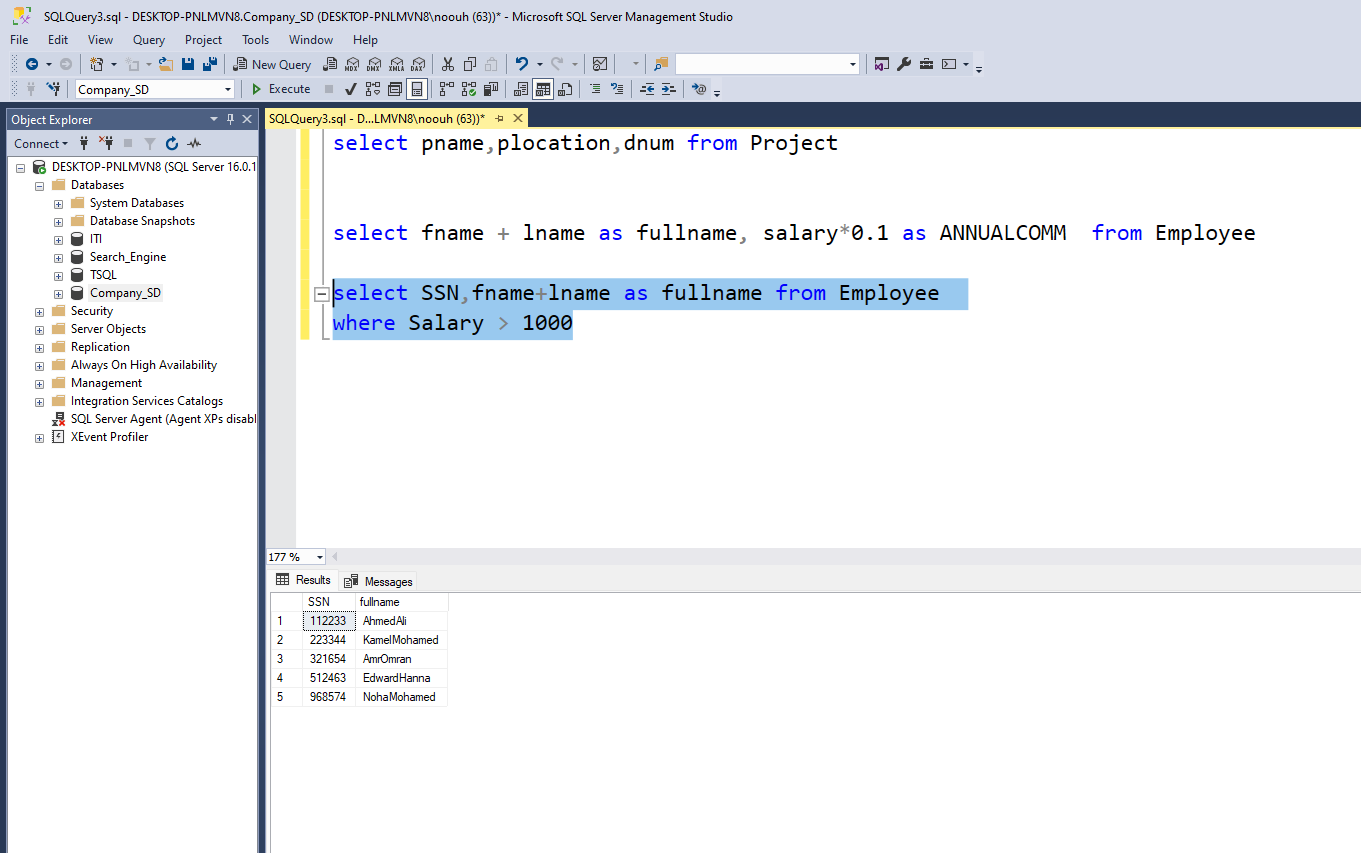 SQLQuery3.sql - DESKTOP-PNLMVN8.Company_SD (DESKTOP-PNLMVN8\noouh (63))* - Microsoft SQL Server Management Studio
File Edit View Query Project Tools Window Help
New Query MDX DMX XMLA DAX
Company_SD Execute
Object Explorer
Connect
DESKTOP-PNLMVN8 (SQL Server 16.0.1
Databases
System Databases
Database Snapshots
ITI
Search_Engine
TSQL
Company_SD
Security
Server Objects
Replication
Always On High Availability
Management
Integration Services Catalogs
SQL Server Agent (Agent XPs disabl
XEvent Profiler
SQLQuery3.sql - D...LMVN8\noouh (63))*
select pname,plocation,dnum from Project
select fname + lname as fullname, salary*0.1 as ANNUALCOMM  from Employee
select SSN,fname+lname as fullname from Employee
where Salary > 1000
177 %
Results Messages
SSN fullname
1 112233 AhmedAli
2 223344 KamelMohamed
3 321654 AmrOmran
4 512463 EdwardHanna
5 968574 NohaMohamed